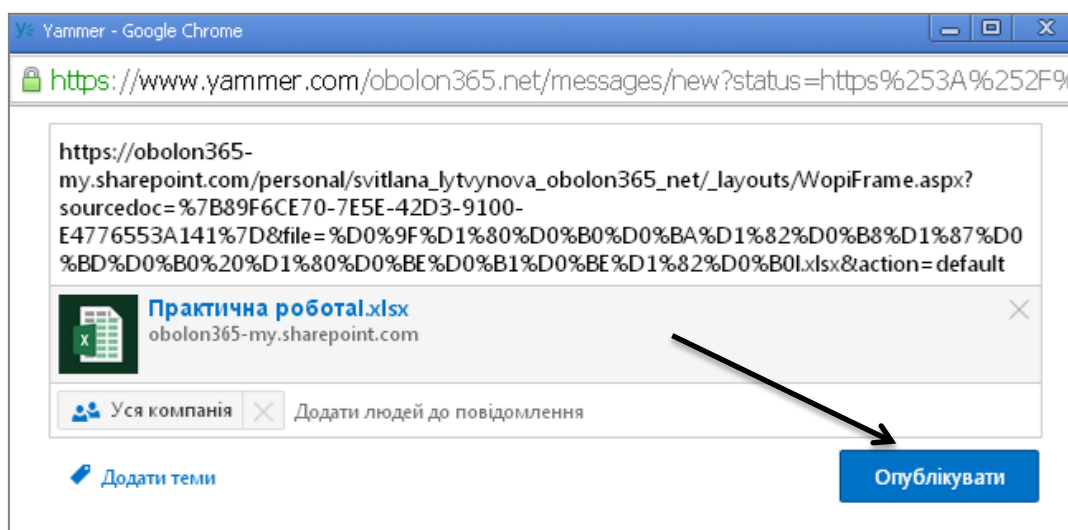 Yammer - Google Chrome
https://www.yammer.com/obolon365.net/messages/new?status=https%253A%252F%
https://obolon365-
my.sharepoint.com/personal/svitlana_lytvynova_obolon365_net/_layouts/WopiFrame.aspx?
sourcedoc=%7B89F6CE70-7E5E-42D3-9100-
E4776553A141%7D&file=%D0%9F%D1%80%D0%B0%D0%BA%D1%82%D0%B8%D1%87%D0
%BD%D0%B0%20%D1%80%D0%BE%D0%B1%D0%BE%D1%82%D0%B0I.xlsx&action=default
Практична роботаI.xlsx
obolon365-my.sharepoint.com
Уся компанія Додати людей до повідомлення
Додати теми
Опублікувати